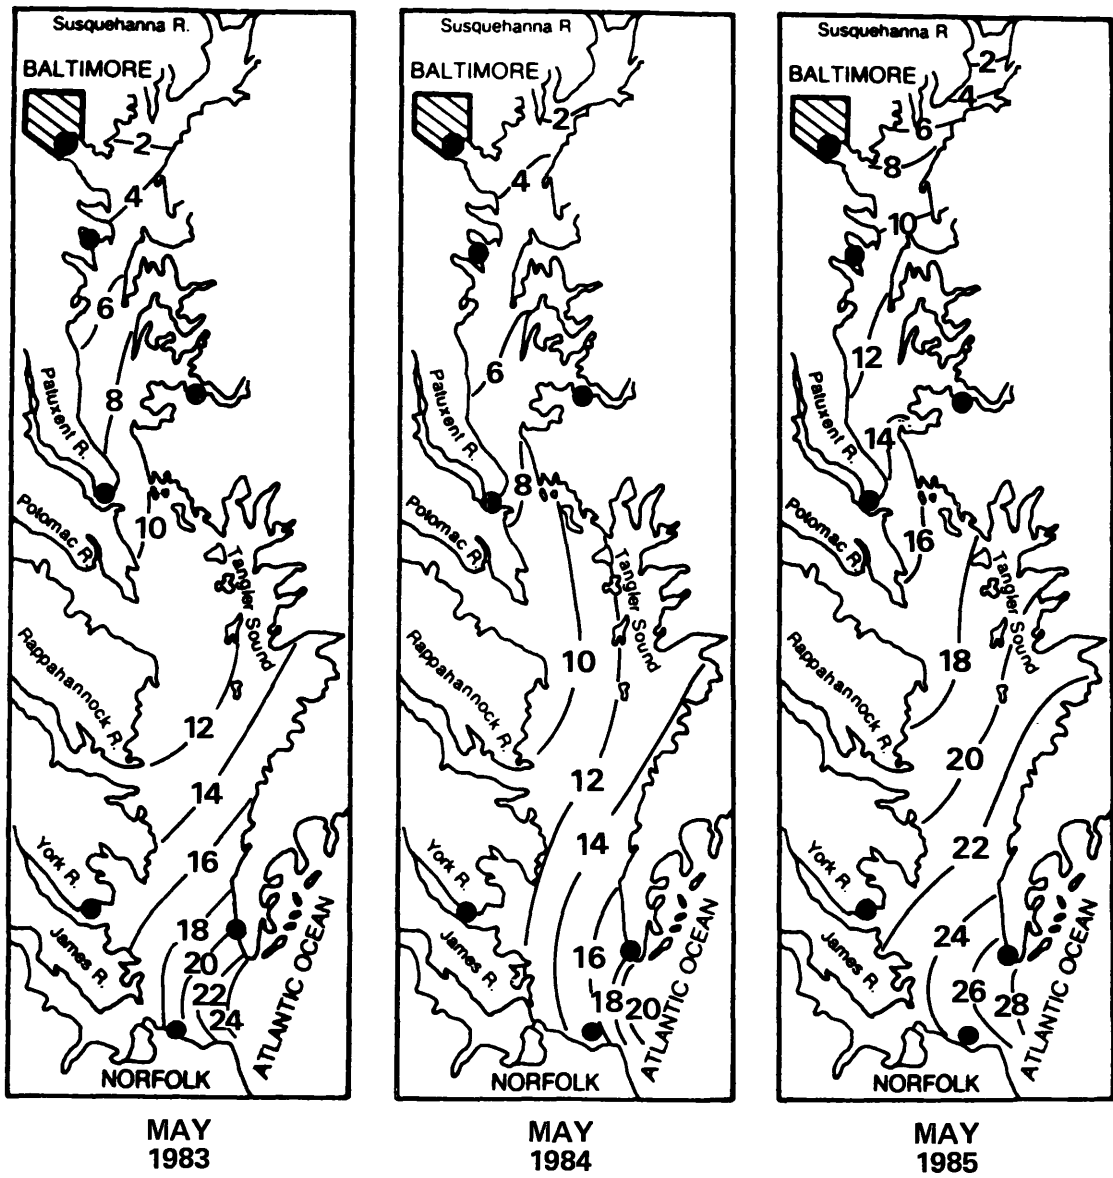 Susquehanna R.
BALTIMORE
2
4
6
8
Patuxent R.
10
Potomac R.
Tangier Sound
Rappahannock R.
12
14
16
York R.
18
James R.
20
22
24
ATLANTIC OCEAN
NORFOLK
MAY
1983
Susquehanna R
BALTIMORE
2
4
6
Patuxent R.
8
Potomac R.
Tangier Sound
10
Rappahannock R.
12
14
York R.
16
James R.
18
20
ATLANTIC OCEAN
NORFOLK
MAY
1984
Susquehanna R
2
BALTIMORE
4
6
8
10
12
Patuxent R.
14
Potomac R.
16
Tangier Sound
18
Rappahannock R.
20
22
York R.
24
James R.
26
28
ATLANTIC OCEAN
NORFOLK
MAY
1985